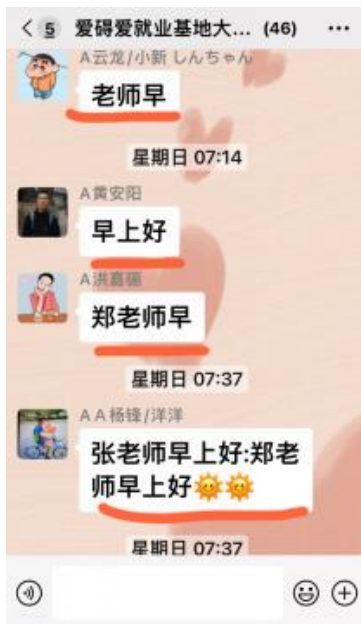 5 爱碍爱就业基地大... (46)
A云龙/小新 しんちゃん
老师早
星期日 07:14
A黄安阳
早上好
A洪嘉骊
郑老师早
星期日 07:37
A A杨锋/洋洋
张老师早上好:郑老
师早上好🌞🌞
星期日 07:37